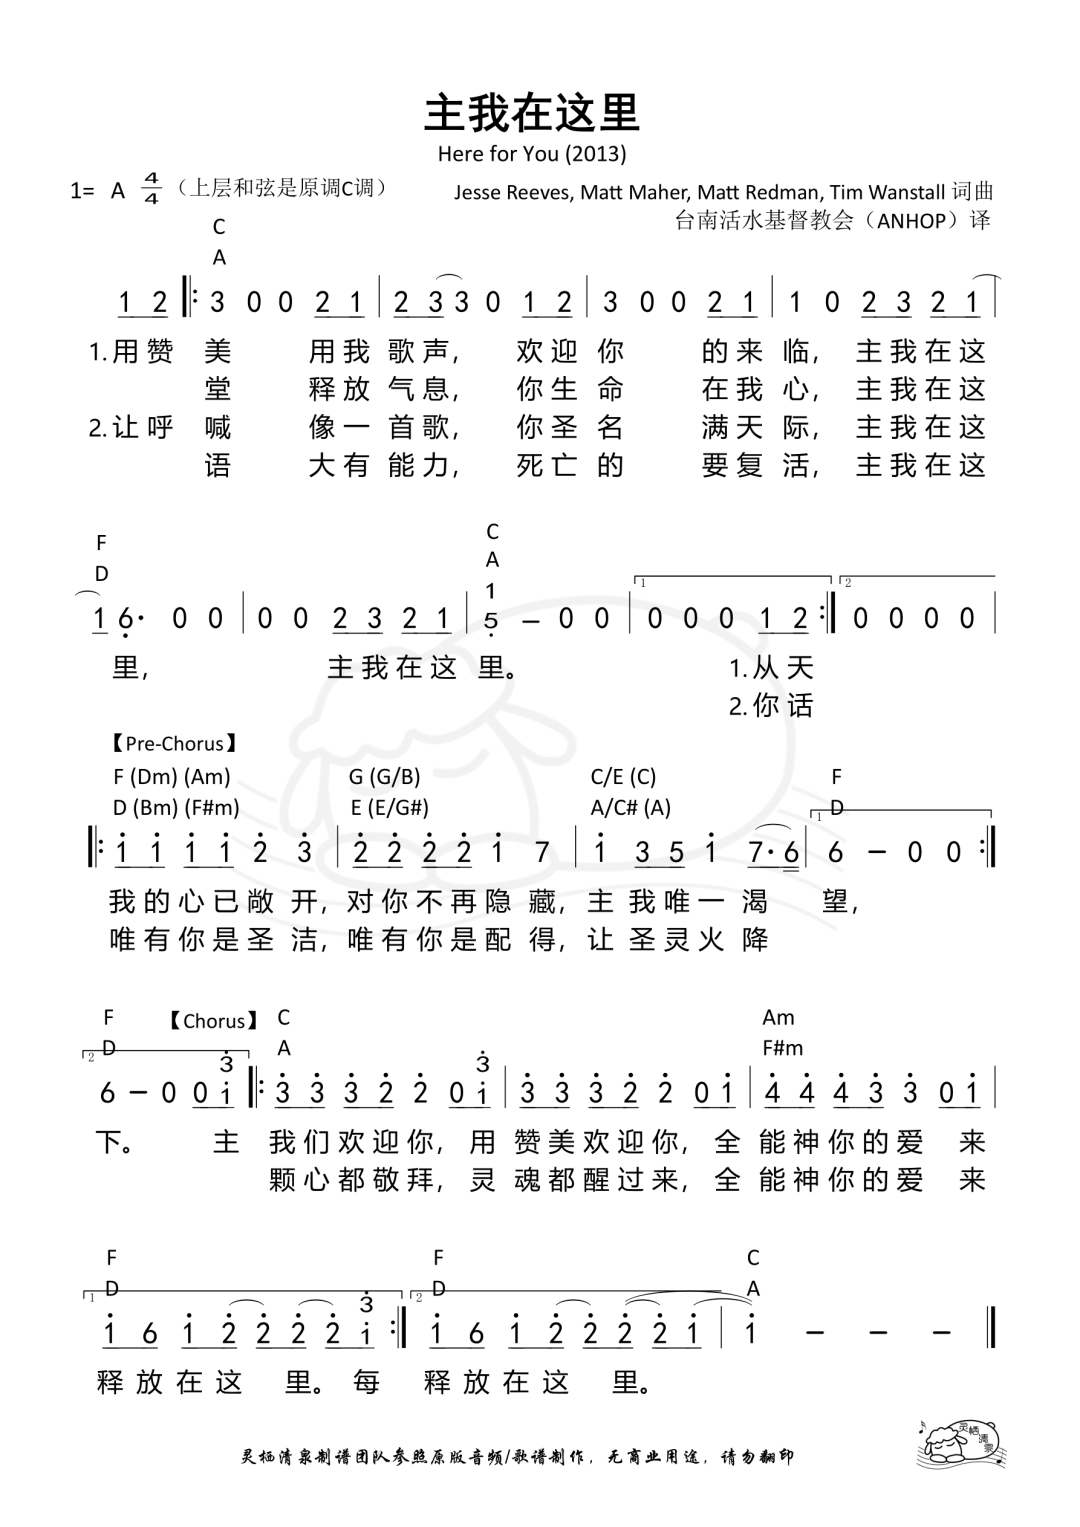 主我在这里
Here for You (2013)
1= A 4/4 （上层和弦是原调C调）
Jesse Reeves, Matt Maher, Matt Redman, Tim Wanstall 词曲
台南活水基督教会（ANHOP）译
C
A
1 2 3 0 0 2 1 2 3 3 0 1 2 3 0 0 2 1 1 0 2 3 2 1
1.用赞 美 用我 歌声， 欢迎 你 的来 临， 主我在这
堂 释放 气息， 你生 命 在我 心， 主我在这
2.让呼 喊 像一 首歌， 你圣 名 满天 际， 主我在这
语 大有 能力， 死亡 的 要复 活， 主我在这
F C
D A
1 6· 0 0 0 0 2 3 2 1 1 5 – 0 0 1 0 0 0 1 2 2 0 0 0 0
里， 主我在这 里。 1.从天
2.你话
【Pre-Chorus】
F (Dm) (Am) G (G/B) C/E (C) F
D (Bm) (F#m) E (E/G#) A/C# (A) D
1 1 1 1 2 3 2 2 2 2 1 7 1 3 5 1 7· 6 1 6 – 0 0
我的心已敞 开，对你不再隐 藏，主 我唯一 渴 望，
唯有你是圣 洁，唯有你是配 得，让 圣灵火 降
F 【Chorus】 C Am
D A F#m
2 6 – 0 0 3 1 3 3 3 2 2 0 3 1 3 3 3 2 2 0 1 4 4 4 3 3 0 1
下。 主 我们欢迎你， 用 赞美欢迎你， 全 能神你的爱 来
颗心都敬拜， 灵 魂都醒过来， 全 能神你的爱 来
F F C
D D A
1 1 6 1 2 2 2 2 3 1 2 1 6 1 2 2 2 2 1 1 – – –
释放在这 里。每 释放在这 里。
灵栖清泉制谱团队参照原版音频/歌谱制作，无商业用途，请勿翻印
灵栖清泉